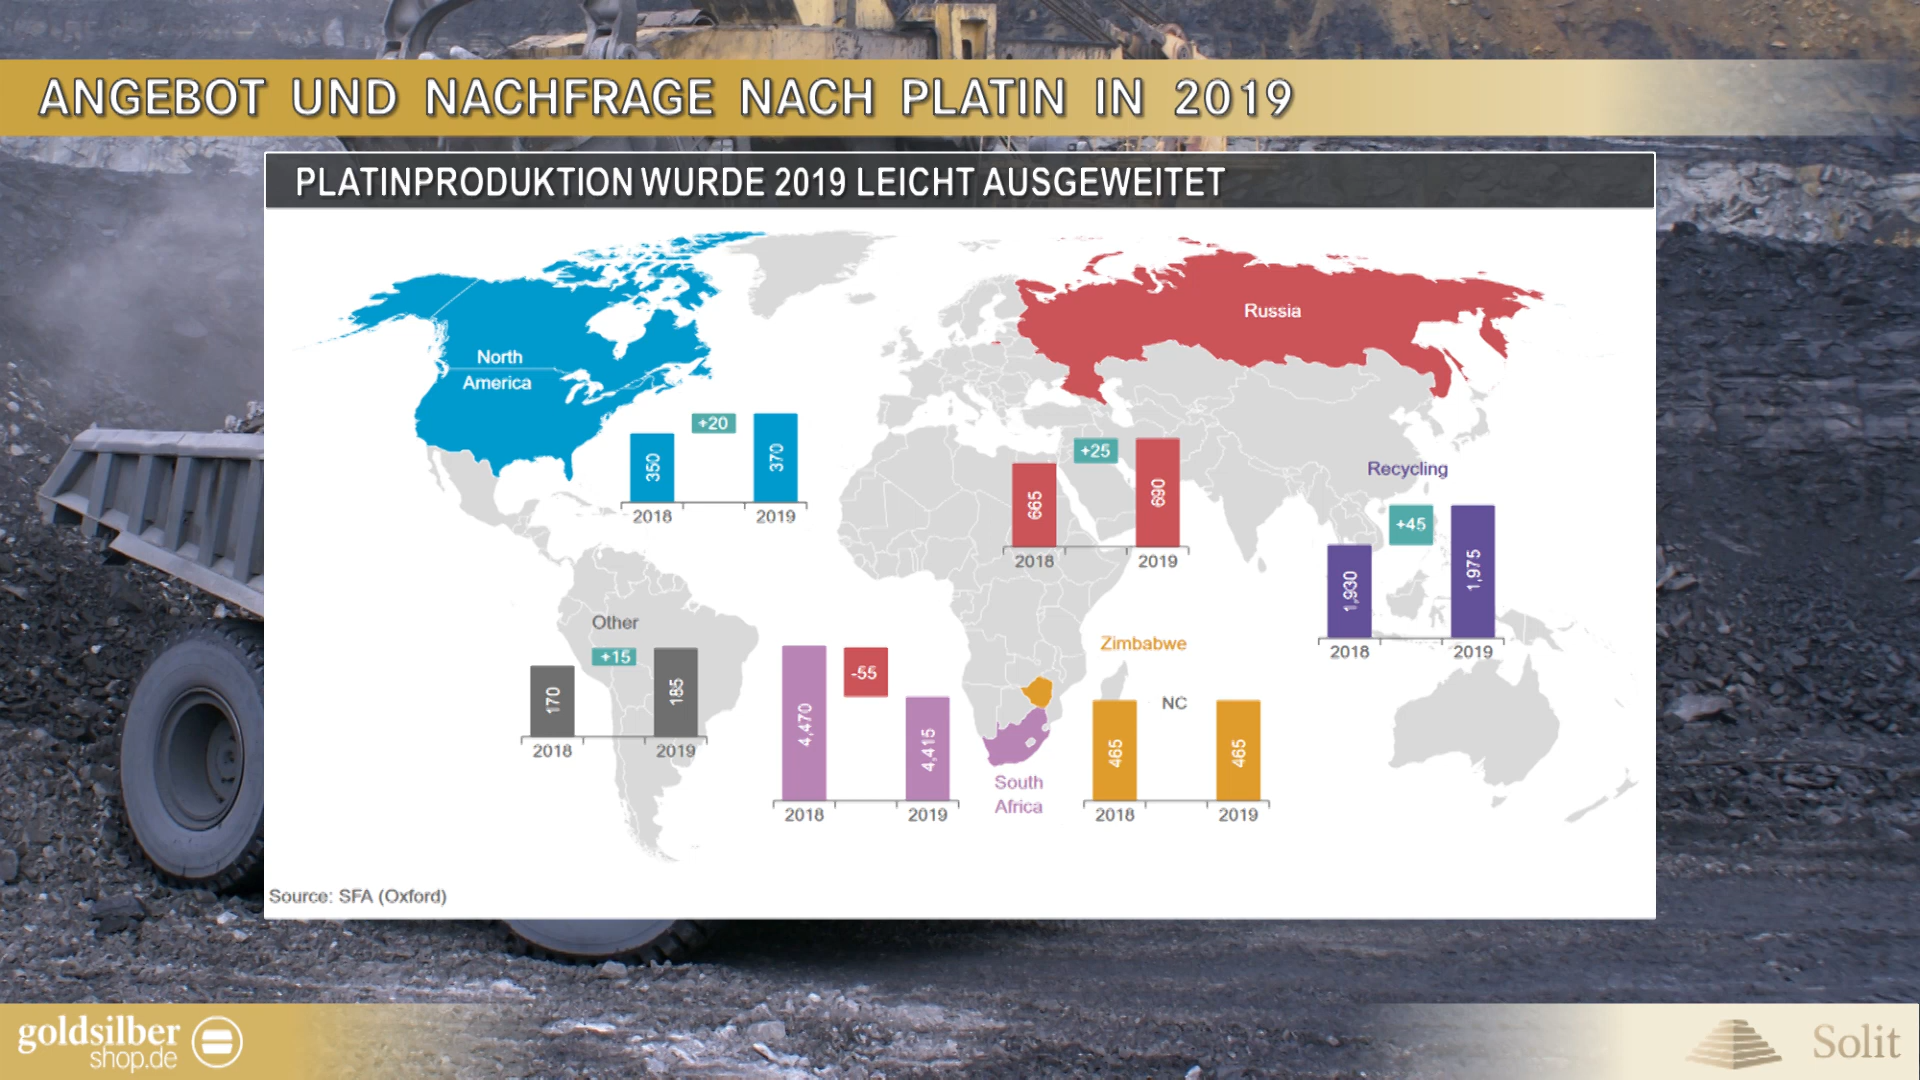 ANGEBOT UND NACHFRAGE NACH PLATIN IN 2019
PLATINPRODUKTION WURDE 2019 LEICHT AUSGEWEITET
North
America
350
+20
370
2018
2019
Russia
665
+25
690
2018
2019
Recycling
1,930
+45
1,975
2018
2019
Other
170
+15
185
2018
2019
4,470
-55
4,415
2018
2019
South
Africa
Zimbabwe
465
NC
465
2018
2019
Source: SFA (Oxford)
goldsilber
shop.de
Solit